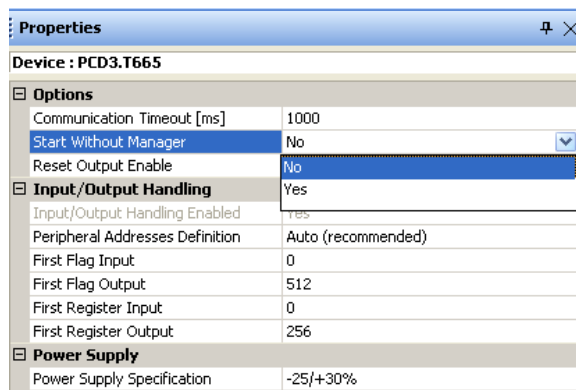 Properties
Device : PCD3.T665
Options
Communication Timeout [ms] 1000
Start Without Manager No
Reset Output Enable No
Yes
Input/Output Handling
Input/Output Handling Enabled Yes
Peripheral Addresses Definition Auto (recommended)
First Flag Input 0
First Flag Output 512
First Register Input 0
First Register Output 256
Power Supply
Power Supply Specification -25/+30%